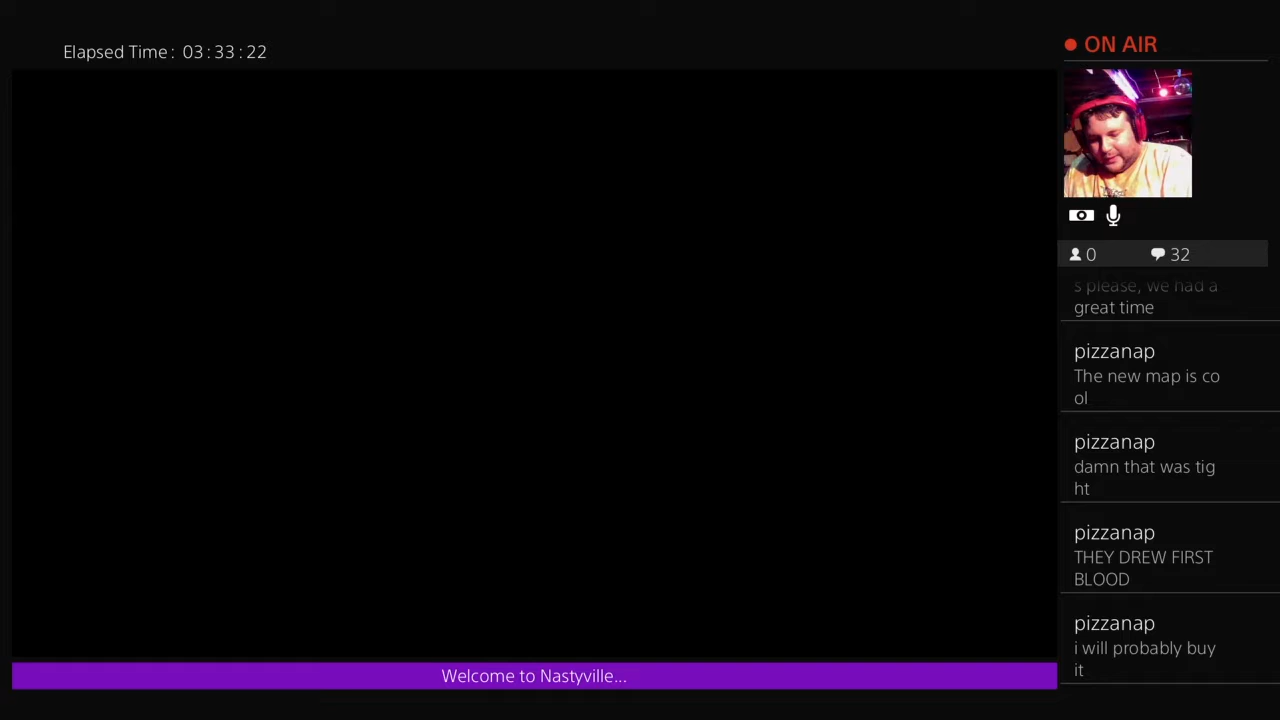 Elapsed Time: 03:33:22
ON AIR
0 32
s please, we had a
great time
pizzanap
The new map is co
ol
pizzanap
damn that was tig
ht
pizzanap
THEY DREW FIRST
BLOOD
pizzanap
i will probably buy
it
Welcome to Nastyville...